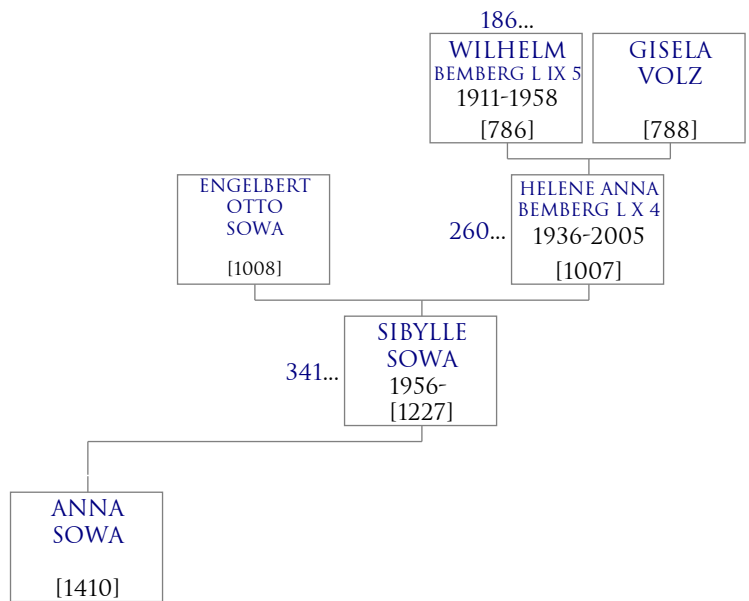 186...
WILHELM
BEMBERG L IX 5
1911-1958
[786]
GISELA
VOLZ
[788]
ENGELBERT
OTTO
SOWA
[1008]
260...
HELENE ANNA
BEMBERG L X 4
1936-2005
[1007]
341...
SIBYLLE
SOWA
1956-
[1227]
ANNA
SOWA
[1410]